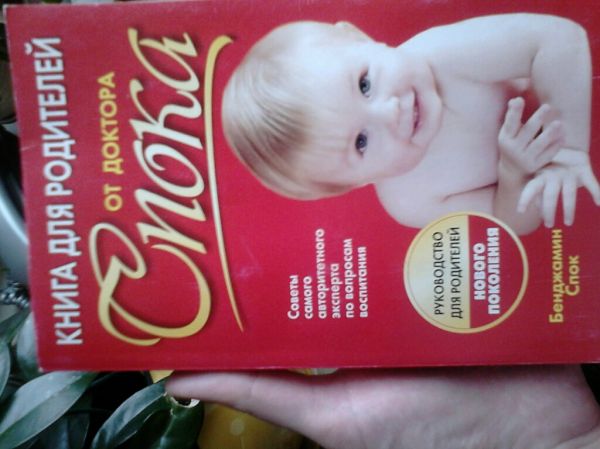 КНИГА ДЛЯ РОДИТЕЛЕЙ
ОТ ДОКТОРА
Спока
Советы
самого
авторитетного
эксперта
по вопросам
воспитания
РУКОВОДСТВО
ДЛЯ РОДИТЕЛЕЙ
НОВОГО
ПОКОЛЕНИЯ
Бенджамин
Спок